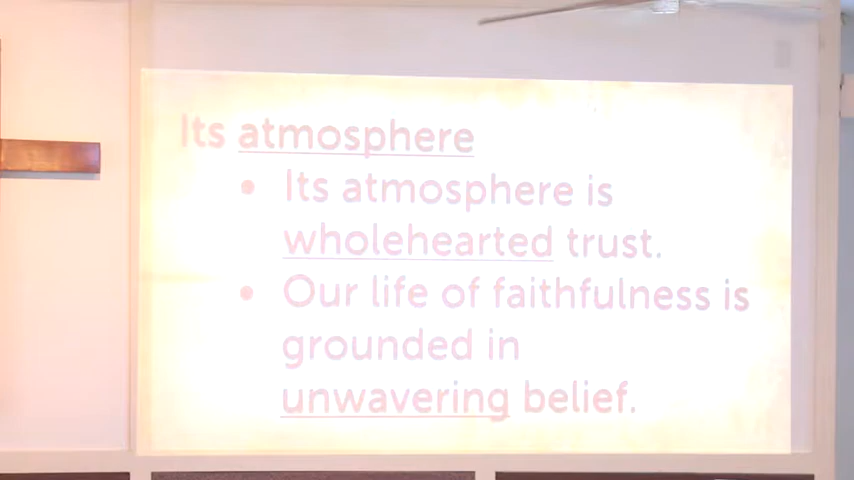 Its atmosphere
• Its atmosphere is
wholehearted trust.
• Our life of faithfulness is
grounded in
unwavering belief.